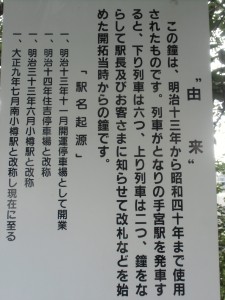 "由来"
この鐘は、明治十三年から昭和四十年まで使用
されたものです。列車がとなりの手宮駅を発車す
ると、下り列車は六つ、上り列車は二つ、鐘をな
らして駅長及びお客さまに知らせて改札などを始
めた開拓当時からの鐘です。
「駅名起源」
一、明治十三年十一月開運停車場として開業
一、明治十四年住吉停車場と改称
一、明治三十三年六月小樽駅と改称
一、大正九年七月南小樽駅と改称し現在に至る